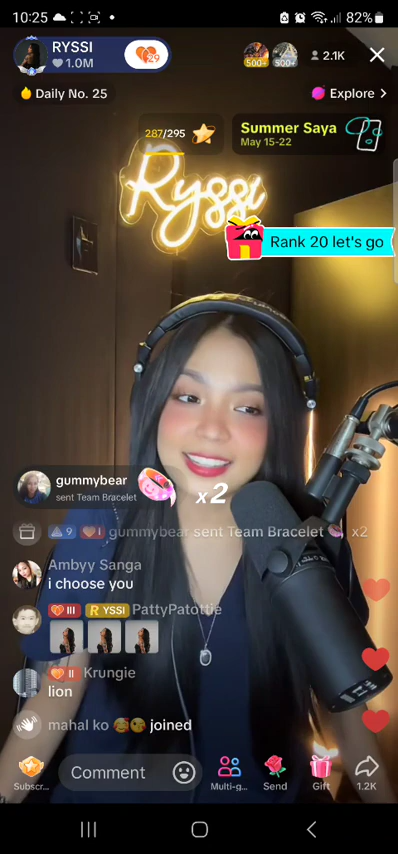 10:25
82%
RYSSI
1.0M
29
500+
500+
2.1K
Daily No. 25
Explore >
287/295
Summer Saya
May 15-22
Ryssi
Rank 20 let's go
gummybear
sent Team Bracelet
x2
9 I gummybear sent Team Bracelet x2
Ambyy Sanga
i choose you
III R YSSI PattyPatottie
II Krungie
lion
mahal ko 🥰😘 joined
Subscr...
Comment
Multi-g...
Send
Gift
1.2K